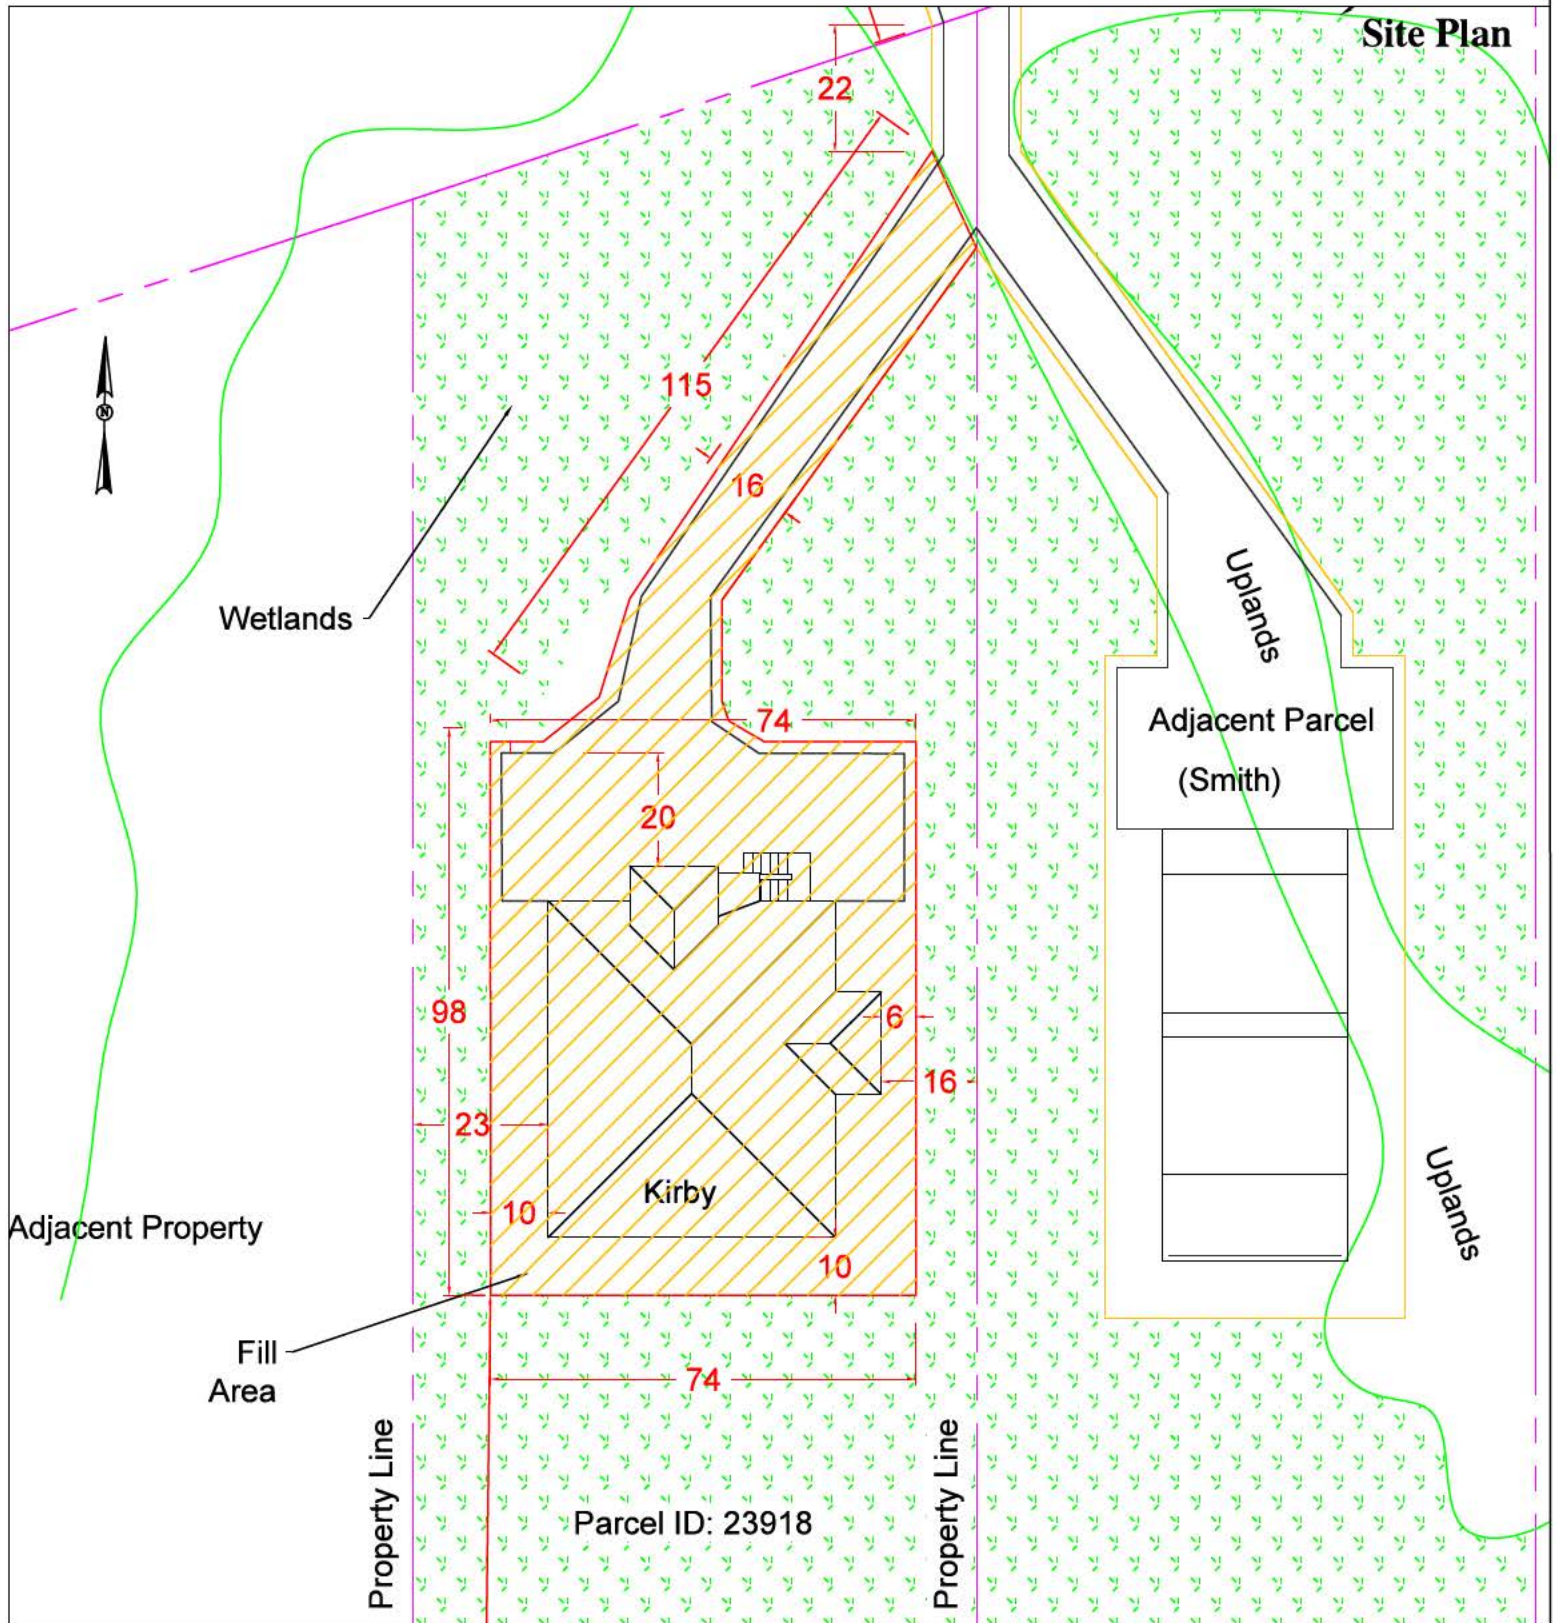 Site Plan
22
N
115
16
Wetlands
Uplands
74
Adjacent Parcel
(Smith)
20
98
6
16
23
Kirby
10
Adjacent Property
Uplands
10
Fill
Area
74
Property Line
Property Line
Parcel ID: 23918